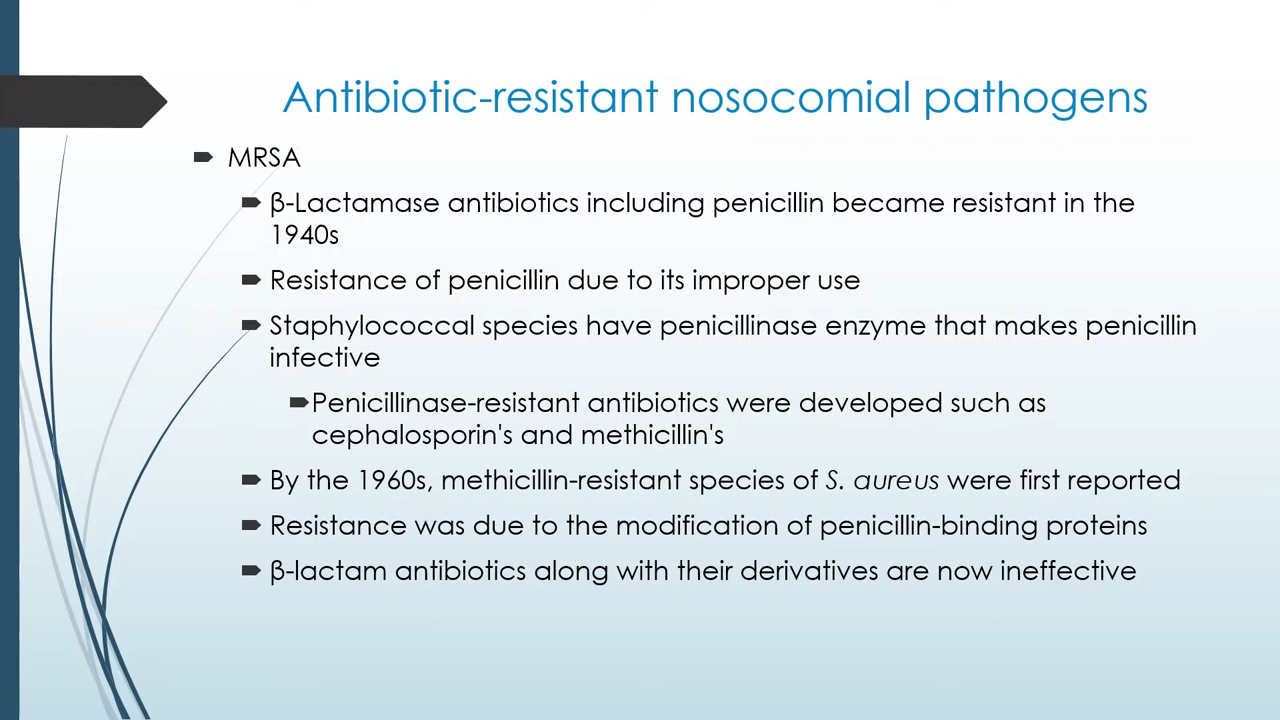 Antibiotic-resistant nosocomial pathogens
MRSA
β-Lactamase antibiotics including penicillin became resistant in the
1940s
Resistance of penicillin due to its improper use
Staphylococcal species have penicillinase enzyme that makes penicillin
infective
Penicillinase-resistant antibiotics were developed such as
cephalosporin's and methicillin's
By the 1960s, methicillin-resistant species of S. aureus were first reported
Resistance was due to the modification of penicillin-binding proteins
β-lactam antibiotics along with their derivatives are now ineffective